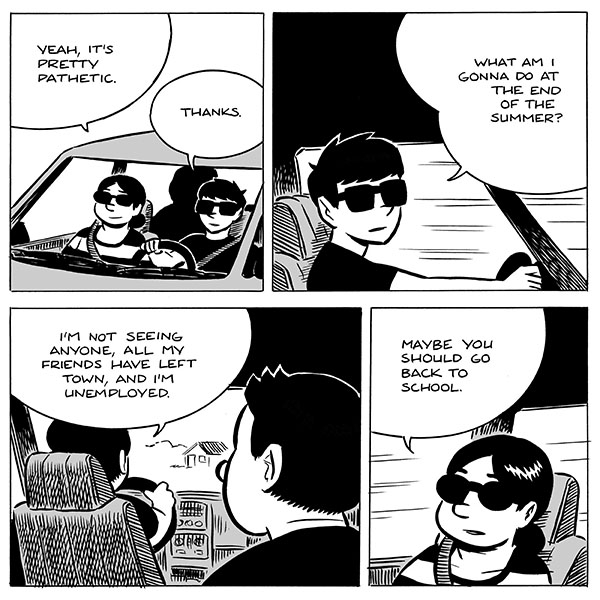 YEAH, IT'S
PRETTY
PATHETIC.
THANKS.
WHAT AM I
GONNA DO AT
THE END
OF THE
SUMMER?
I'M NOT SEEING
ANYONE, ALL MY
FRIENDS HAVE LEFT
TOWN, AND I'M
UNEMPLOYED.
MAYBE YOU
SHOULD GO
BACK TO
SCHOOL.